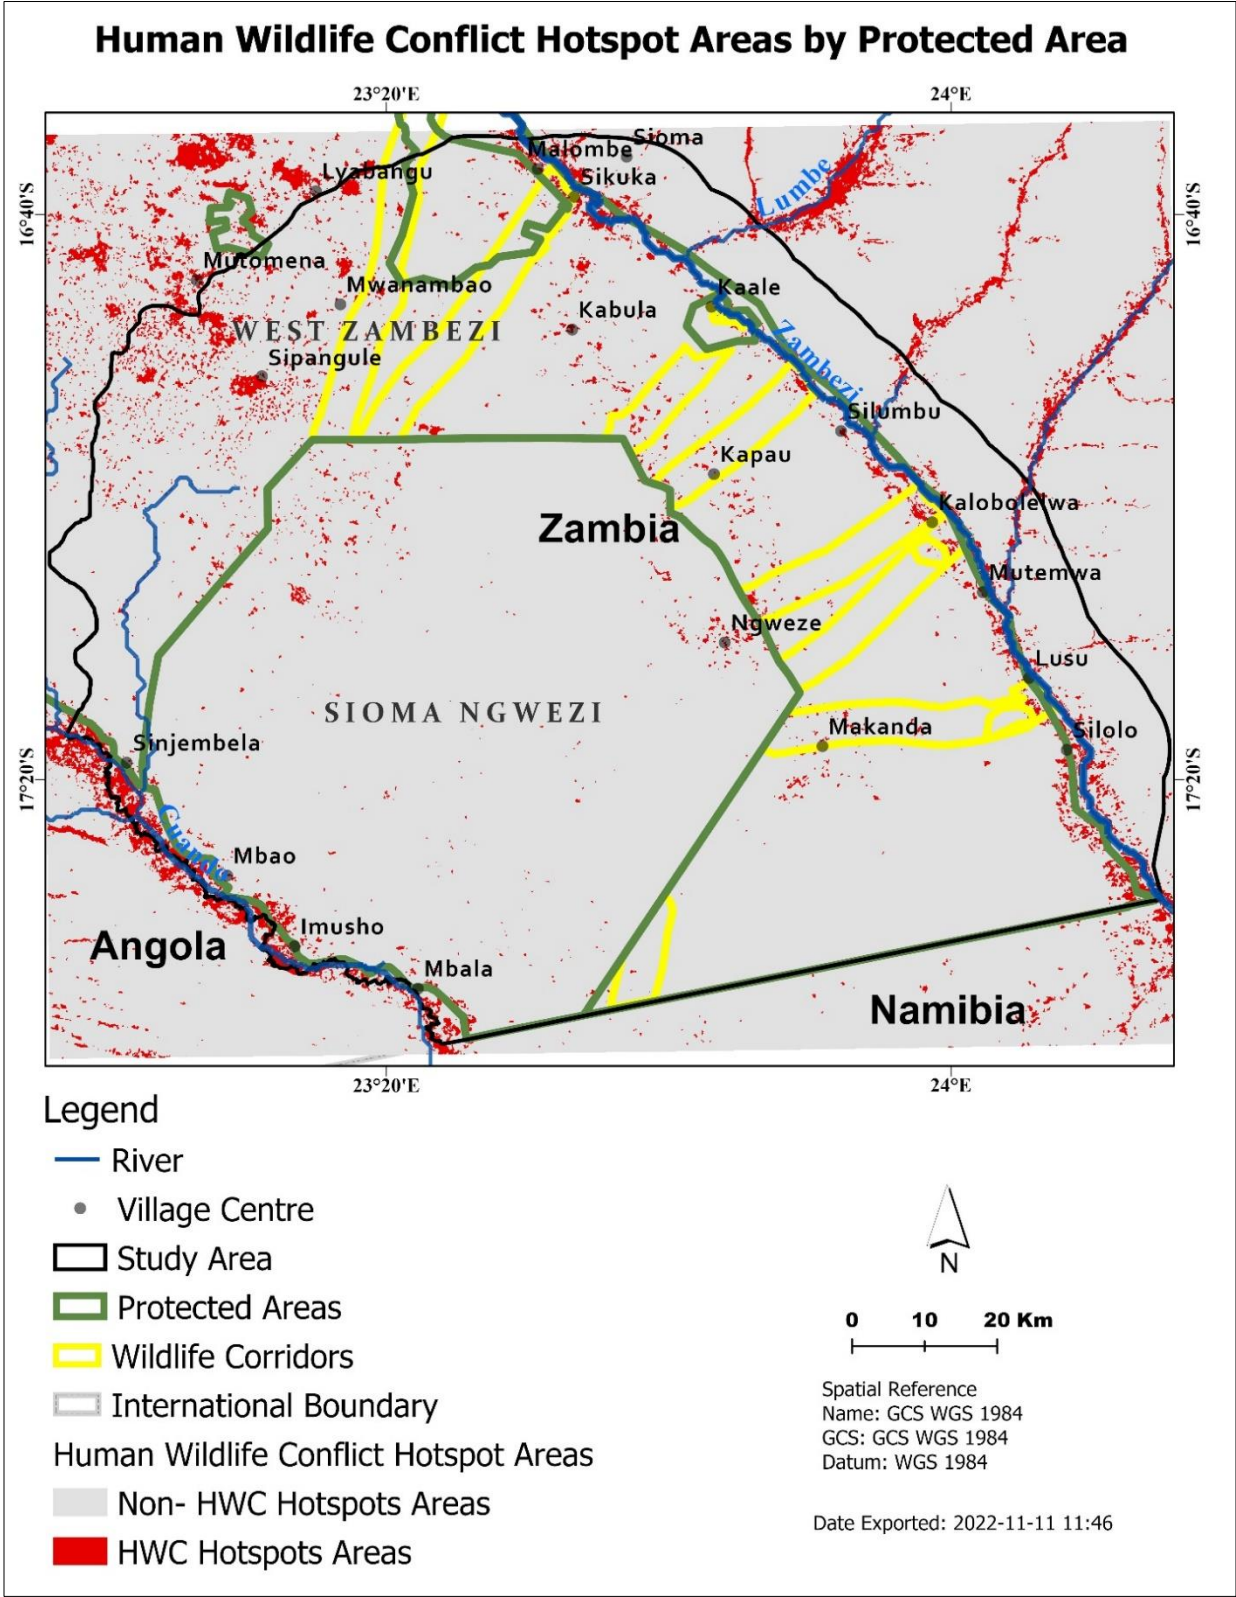 Human Wildlife Conflict Hotspot Areas by Protected Area
23°20'E
24°E
Sioma
Malombe
Lyabangu
Sikuka
Lumbe
16°40'S
16°40'S
Mutomena
Mwanambao
Kaale
Kabula
WEST ZAMBEZI
Zambezi
Sipangule
Silumbu
Kapau
Kalobolelwa
Zambia
Mutemwa
Ngweze
Lusu
SIOMA NGWEZI
Makanda
Silolo
Sinjembela
17°20'S
17°20'S
Cuando
Mbao
Imusho
Angola
Mbala
Namibia
23°20'E
24°E
Legend
River
Village Centre
Study Area
Protected Areas
Wildlife Corridors
International Boundary
Human Wildlife Conflict Hotspot Areas
Non- HWC Hotspots Areas
HWC Hotspots Areas
N
0 10 20 Km
Spatial Reference
Name: GCS WGS 1984
GCS: GCS WGS 1984
Datum: WGS 1984
Date Exported: 2022-11-11 11:46